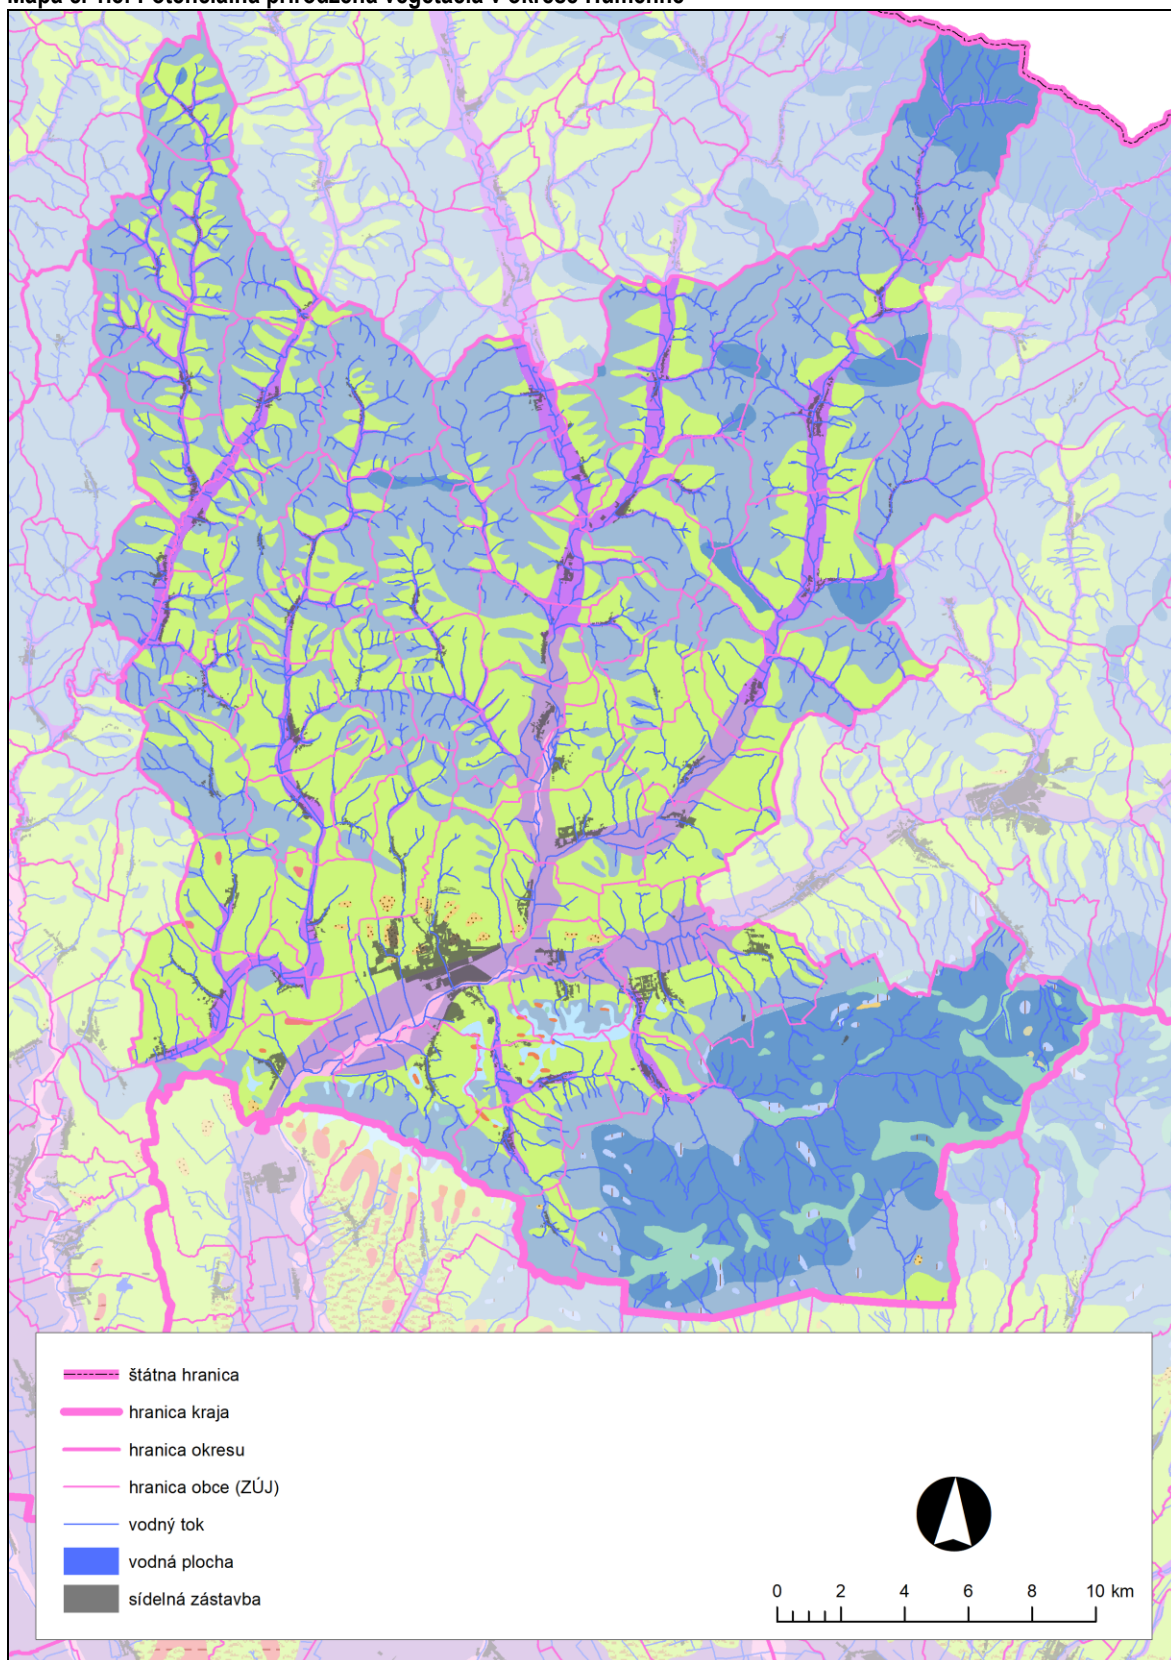 štátna hranica
hranica kraja
hranica okresu
hranica obce (ZÚJ)
vodný tok
vodná plocha
sídelná zástavba
0 2 4 6 8 10 km